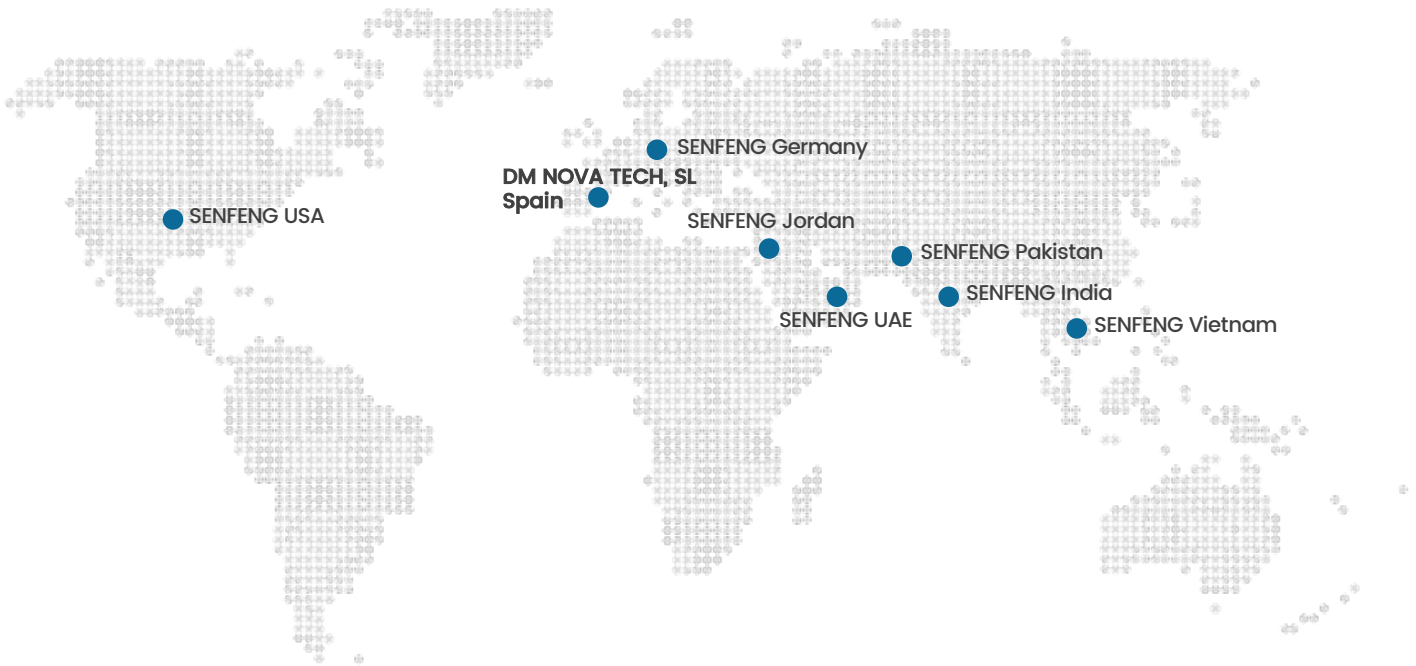 SENFENG Germany
DM NOVA TECH, SL
Spain
SENFENG USA
SENFENG Jordan
SENFENG Pakistan
SENFENG India
SENFENG UAE
SENFENG Vietnam